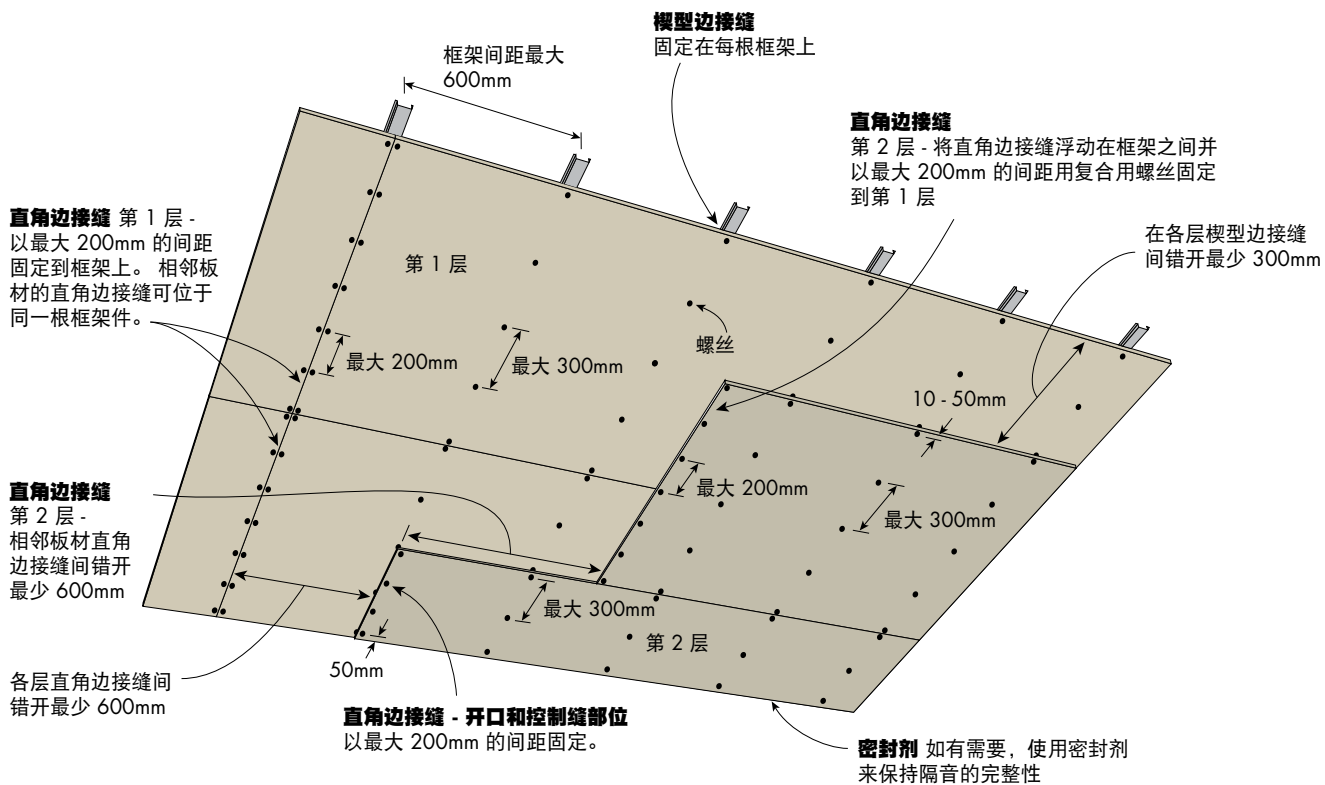 楔型边接缝
固定在每根框架上
框架间距最大
600mm
直角边接缝
第 2 层 - 将直角边接缝浮动在框架之间并
以最大 200mm 的间距用复合用螺丝固定
到第 1 层
直角边接缝 第 1 层 -
以最大 200mm 的间距
固定到框架上。 相邻板
材的直角边接缝可位于
同一根框架件。
在各层楔型边接缝
间错开最少 300mm
第 1 层
螺丝
最大 200mm
最大 300mm
10 - 50mm
直角边接缝
第 2 层 -
相邻板材直角
边接缝间错开
最少 600mm
最大 200mm
最大 300mm
最大 300mm
第 2 层
50mm
各层直角边接缝间
错开最少 600mm
直角边接缝 - 开口和控制缝部位
以最大 200mm 的间距固定。
密封剂 如有需要，使用密封剂
来保持隔音的完整性